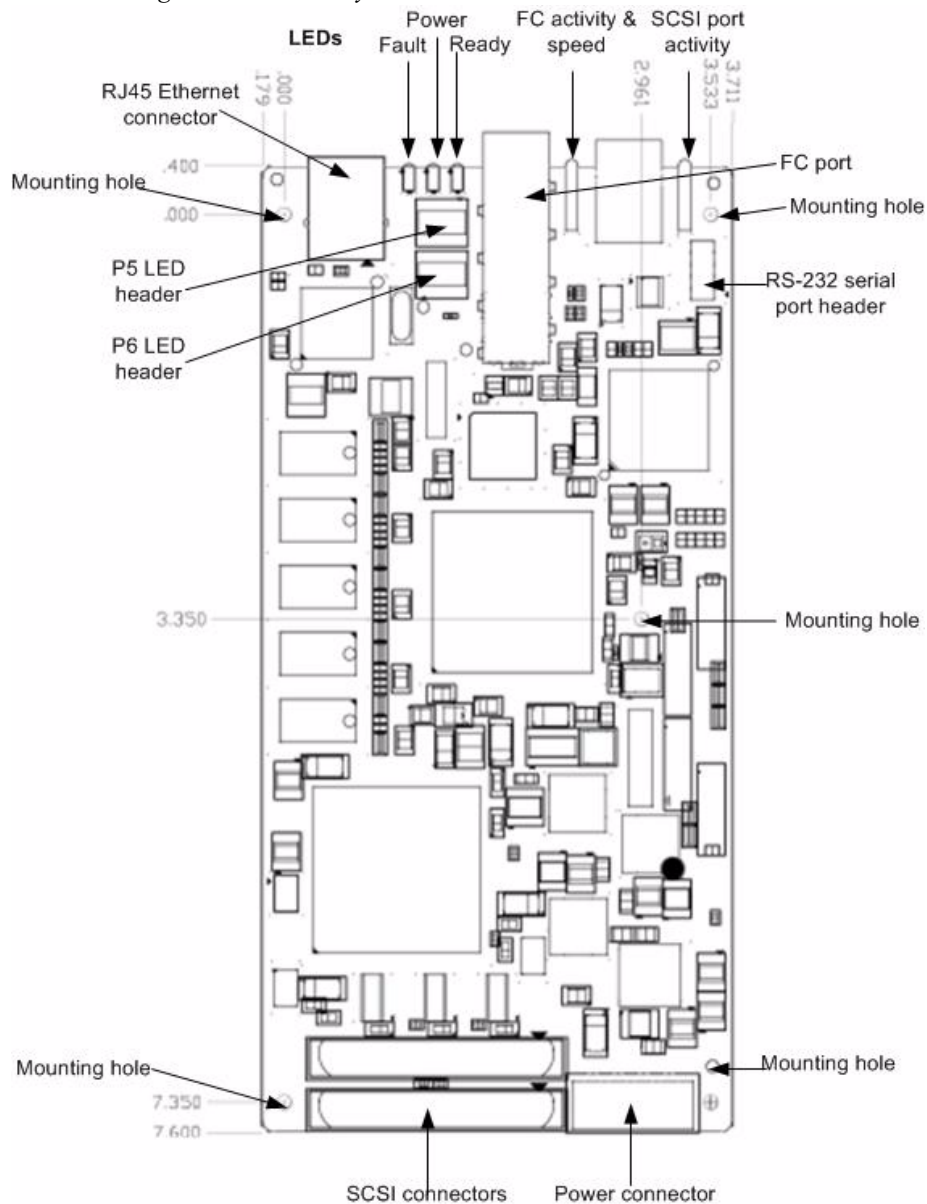 LEDs
Power
Fault
Ready
FC activity &
speed
SCSI port
activity
.179
.000
2.961
3.533
3.711
RJ45 Ethernet
connector
.400
FC port
Mounting hole
.000
Mounting hole
P5 LED
header
RS-232 serial
port header
P6 LED
header
3.350
Mounting hole
Mounting hole
Mounting hole
7.350
7.600
SCSI connectors
Power connector